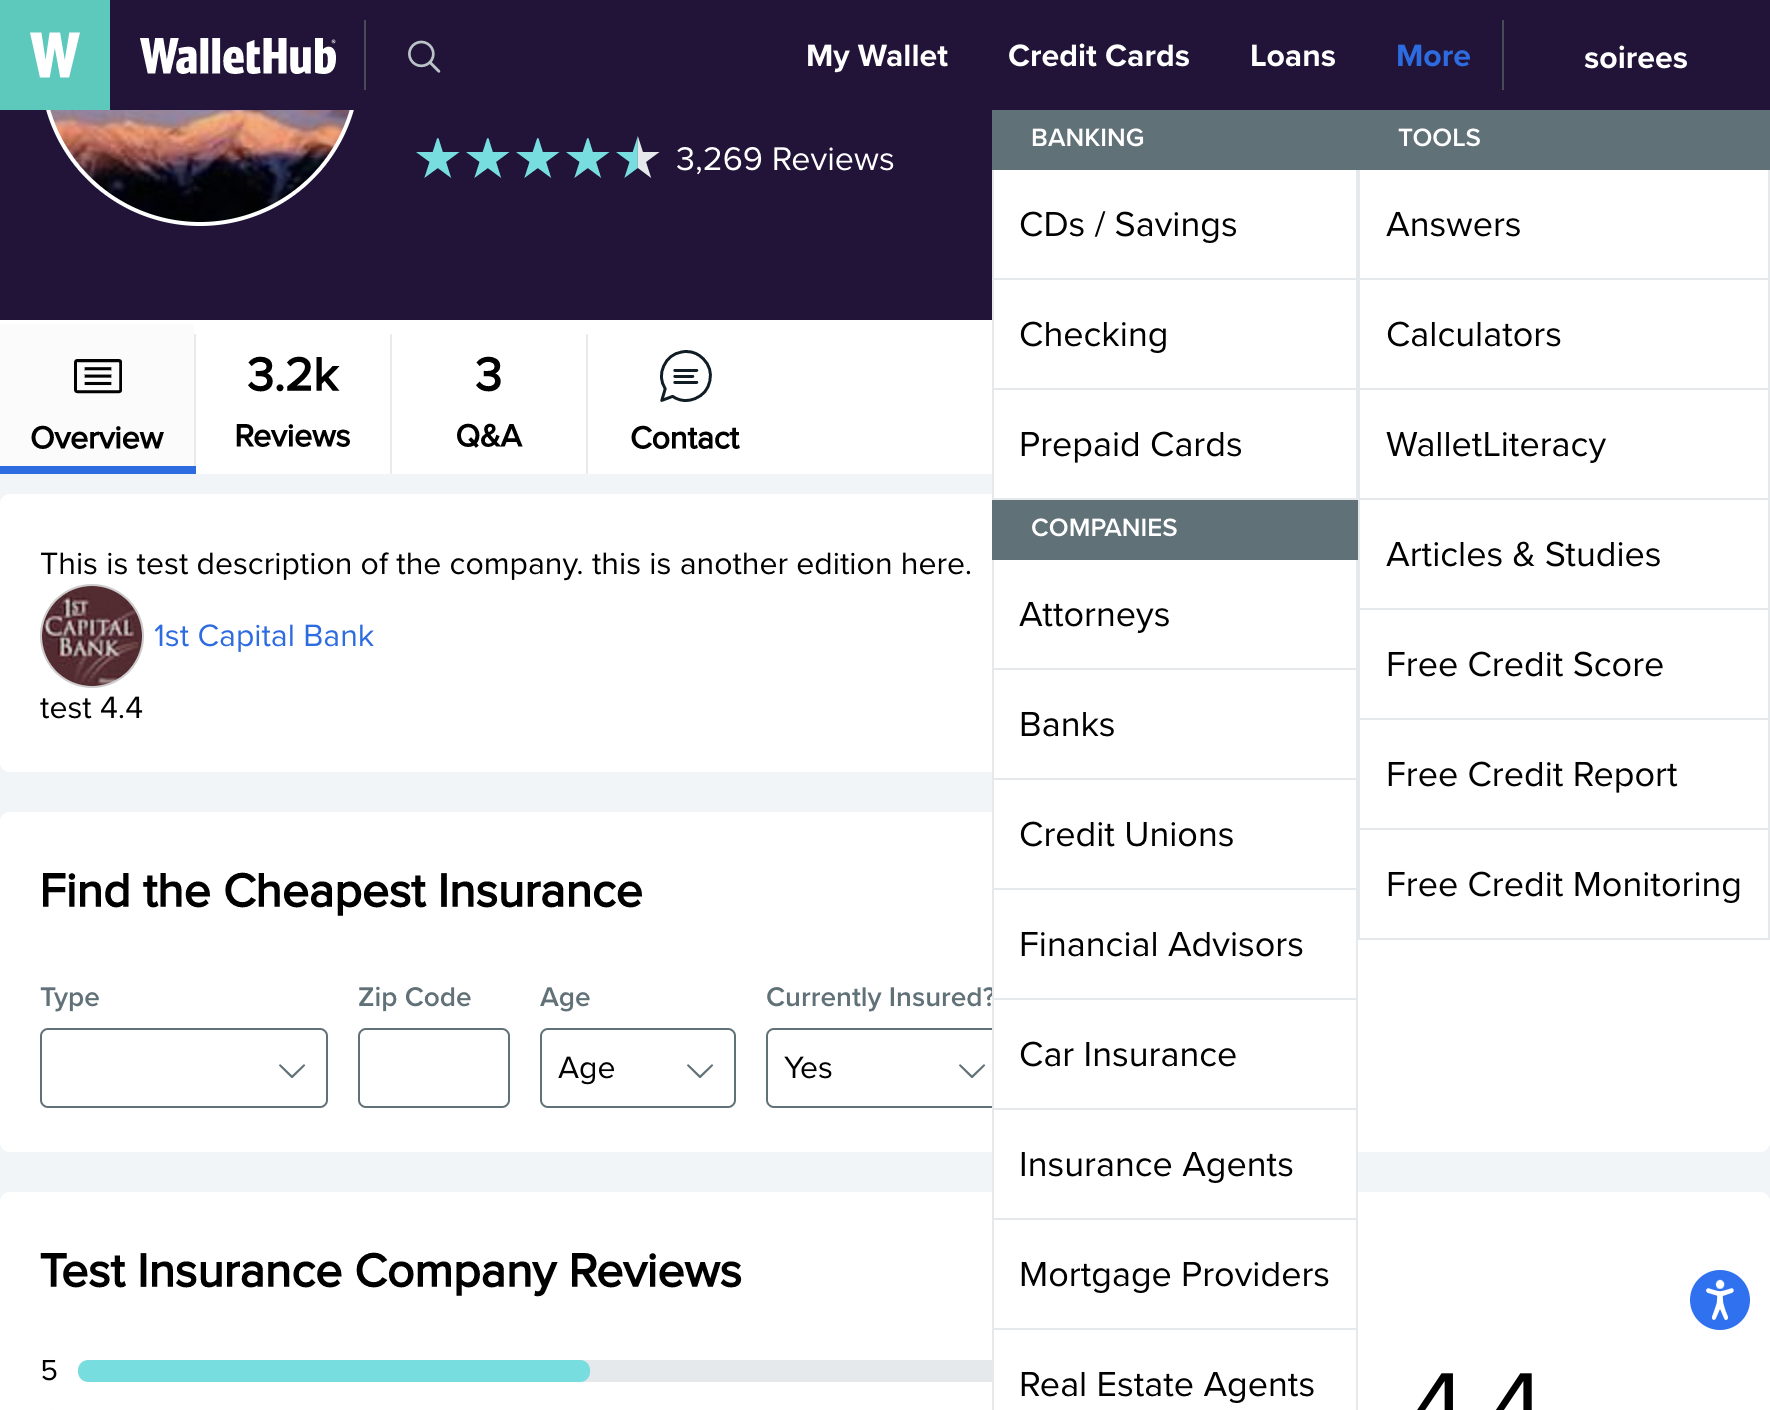 W WalletHub My Wallet Credit Cards Loans More soirees
3,269 Reviews
BANKING TOOLS
CDs / Savings Answers
Checking Calculators
Prepaid Cards WalletLiteracy
COMPANIES
Articles & Studies
Attorneys
Free Credit Score
Banks
Free Credit Report
Credit Unions
Free Credit Monitoring
Financial Advisors
Car Insurance
Insurance Agents
Mortgage Providers
Real Estate Agents
Overview
3.2k
Reviews
3
Q&A
Contact
This is test description of the company. this is another edition here.
1ST
CAPITAL
BANK
1st Capital Bank
test 4.4
Find the Cheapest Insurance
Type Zip Code Age Currently Insured?
Age Yes
Test Insurance Company Reviews
5
4.4